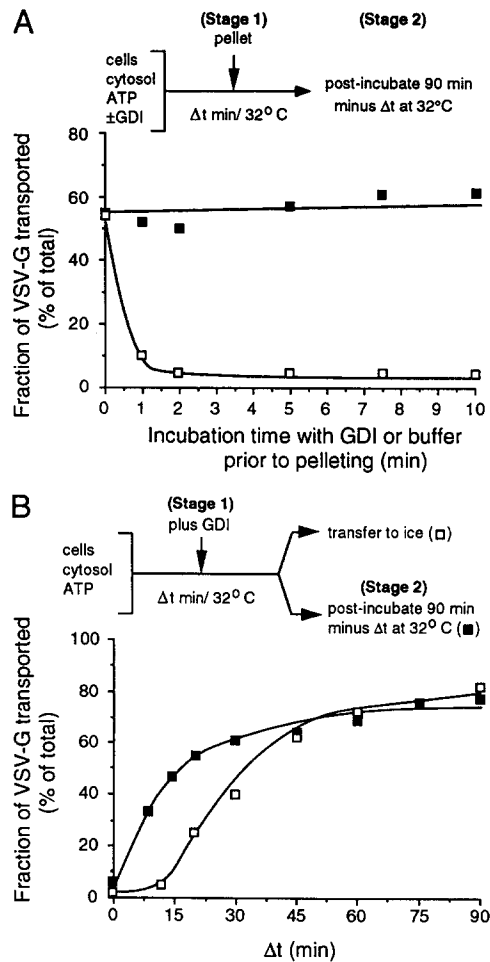 A
(Stage 1)
pellet
(Stage 2)
cells
cytosol
ATP
±GDI
Δt min/ 32° C
post-incubate 90 min
minus Δt at 32°C
Fraction of VSV-G transported
(% of total)
80
60
40
20
0
0 1 2 3 4 5 6 7 8 9 10
Incubation time with GDI or buffer
prior to pelleting (min)
B
(Stage 1)
plus GDI
transfer to ice (□)
cells
cytosol
ATP
Δt min/ 32° C
(Stage 2)
post-incubate 90 min
minus Δt at 32° C (■)
Fraction of VSV-G transported
(% of total)
100
80
60
40
20
0
0 15 30 45 60 75 90
Δt (min)